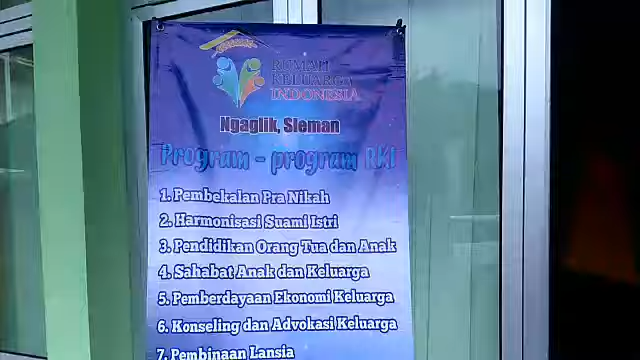 RUMAH
KELUARGA
INDONESIA
Ngaglik, Sleman
Program - program RKI
1. Pembekalan Pra Nikah
2. Harmonisasi Suami Istri
3. Pendidikan Orang Tua dan Anak
4. Sahabat Anak dan Keluarga
5. Pemberdayaan Ekonomi Keluarga
6. Konseling dan Advokasi Keluarga
7. Pembinaan Lansia